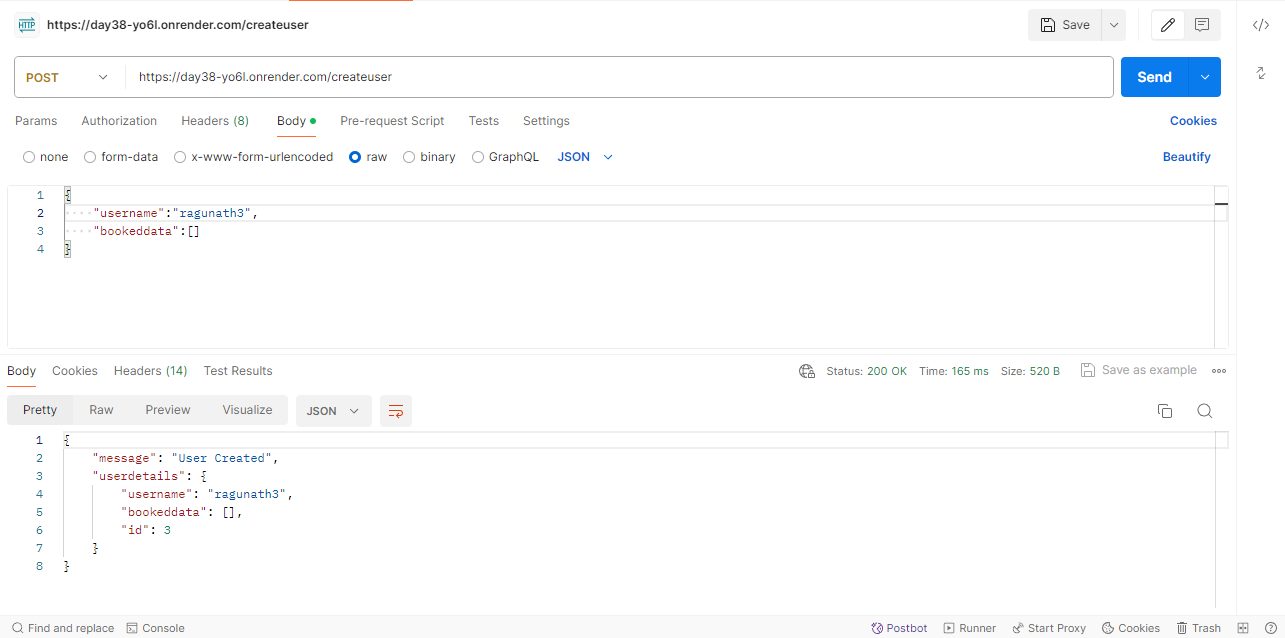 HTTP https://day38-yo6l.onrender.com/createuser Save
POST https://day38-yo6l.onrender.com/createuser Send
Params Authorization Headers (8) Body Pre-request Script Tests Settings Cookies
none form-data x-www-form-urlencoded raw binary GraphQL JSON Beautify
1 {
2 "username":"ragunath3",
3 "bookeddata":[]
4 }
Body Cookies Headers (14) Test Results Status: 200 OK Time: 165 ms Size: 520 B Save as example
Pretty Raw Preview Visualize JSON
1 {
2 "message": "User Created",
3 "userdetails": {
4 "username": "ragunath3",
5 "bookeddata": [],
6 "id": 3
7 }
8 }
Find and replace Console Postbot Runner Start Proxy Cookies Trash